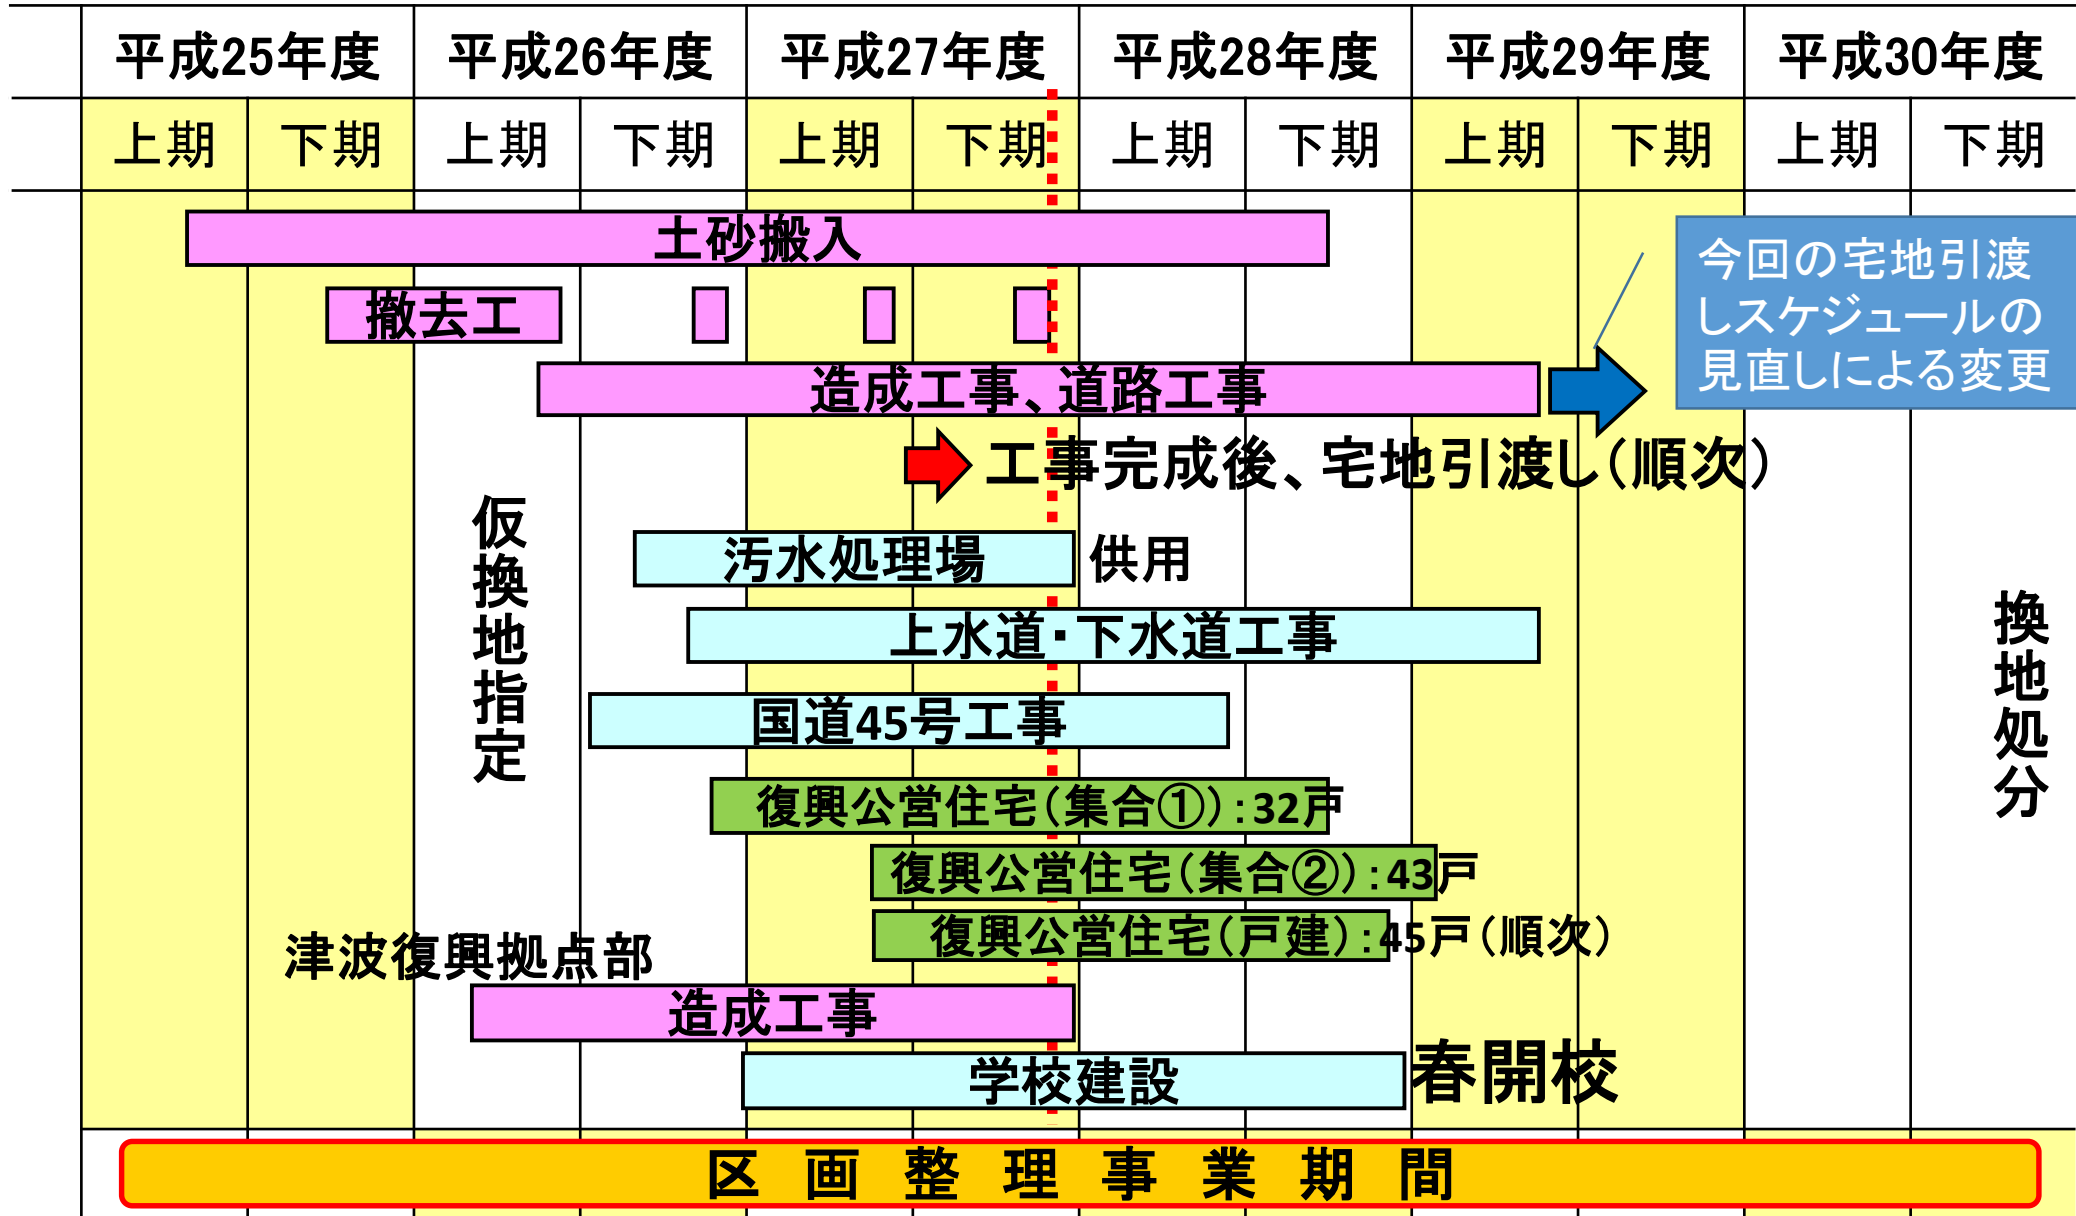 平成25年度 平成26年度 平成27年度 平成28年度 平成29年度 平成30年度
上期 下期 上期 下期 上期 下期 上期 下期 上期 下期 上期 下期
土砂搬入
今回の宅地引渡
しスケジュールの
見直しによる変更
撤去工
造成工事、道路工事
工事完成後、宅地引渡し(順次)
仮換地指定
汚水処理場 供用
上水道・下水道工事
換地処分
国道45号工事
復興公営住宅(集合①):32戸
復興公営住宅(集合②):43戸
復興公営住宅(戸建):45戸(順次)
津波復興拠点部
造成工事
学校建設 春開校
区画整理事業期間